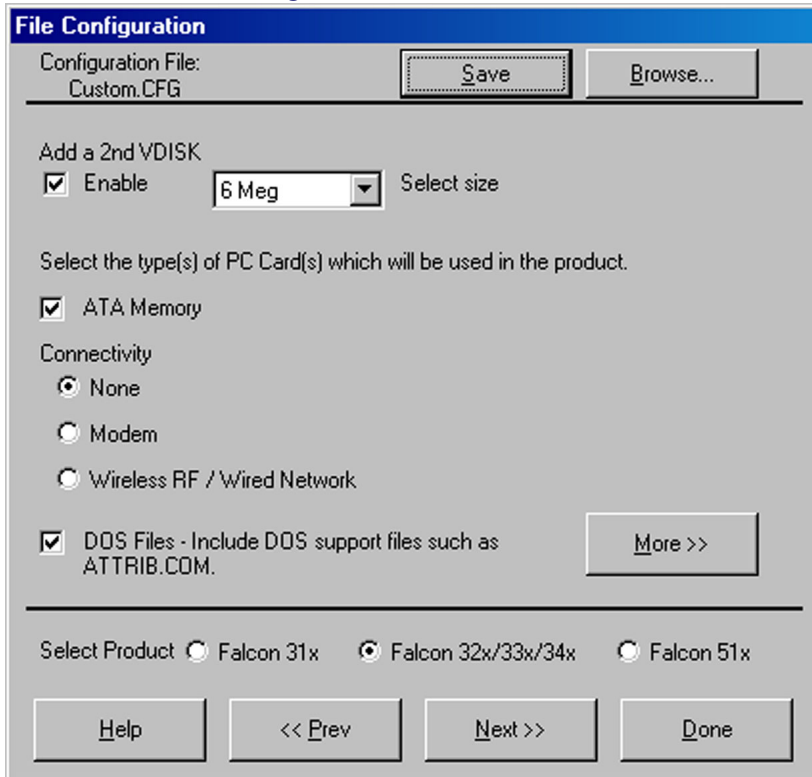 File Configuration
Configuration File:
Custom.CFG
Save
Browse...
Add a 2nd VDISK
Enable
6 Meg
Select size
Select the type(s) of PC Card(s) which will be used in the product.
ATA Memory
Connectivity
None
Modem
Wireless RF / Wired Network
DOS Files - Include DOS support files such as
ATTRIB.COM.
More >>
Select Product
Falcon 31x
Falcon 32x/33x/34x
Falcon 51x
Help
<< Prev
Next >>
Done